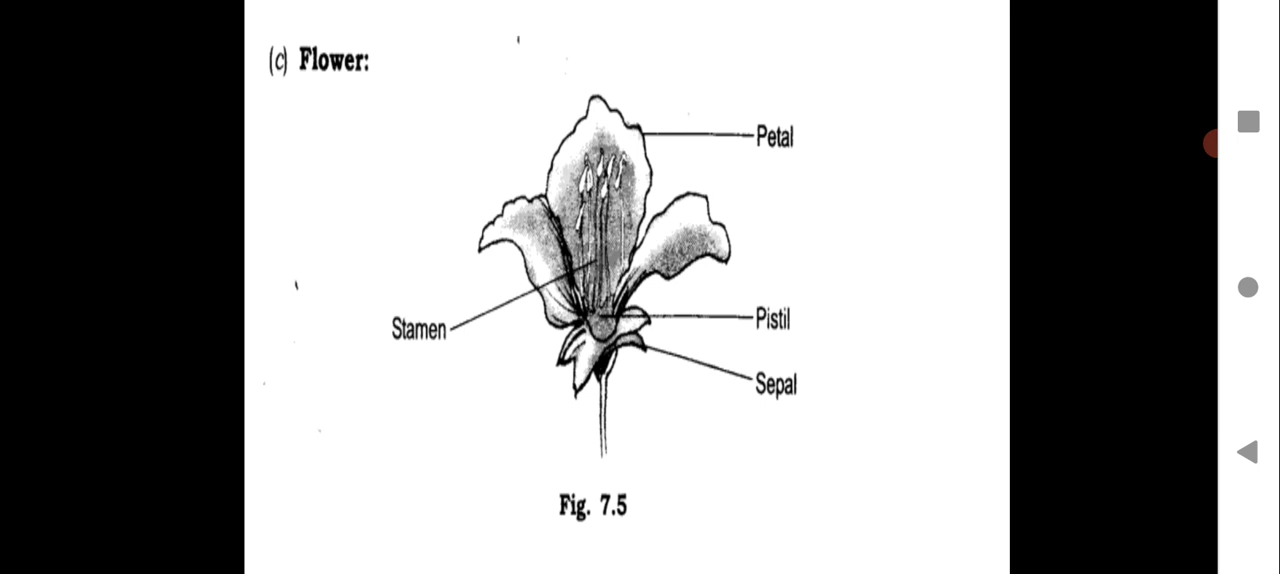 (c) Flower:
Petal
Stamen
Pistil
Sepal
Fig. 7.5